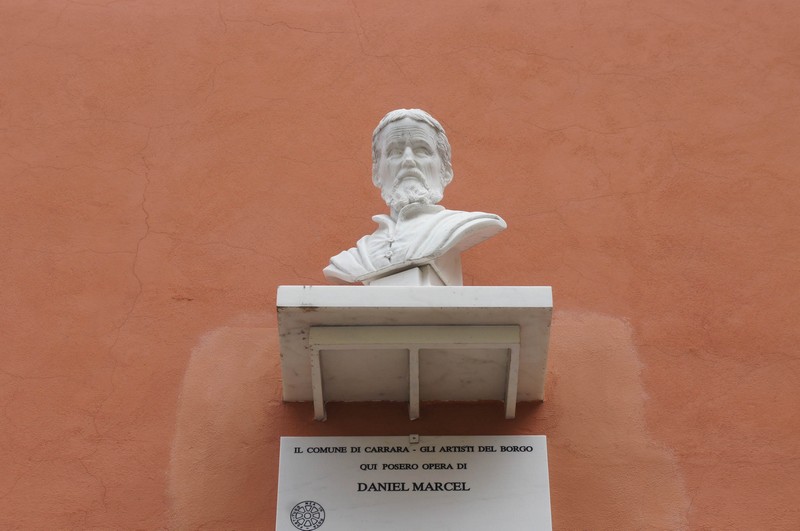 IL COMUNE DI CARRARA - GLI ARTISTI DEL BORGO
QUI POSERO OPERA DI
DANIEL MARCEL